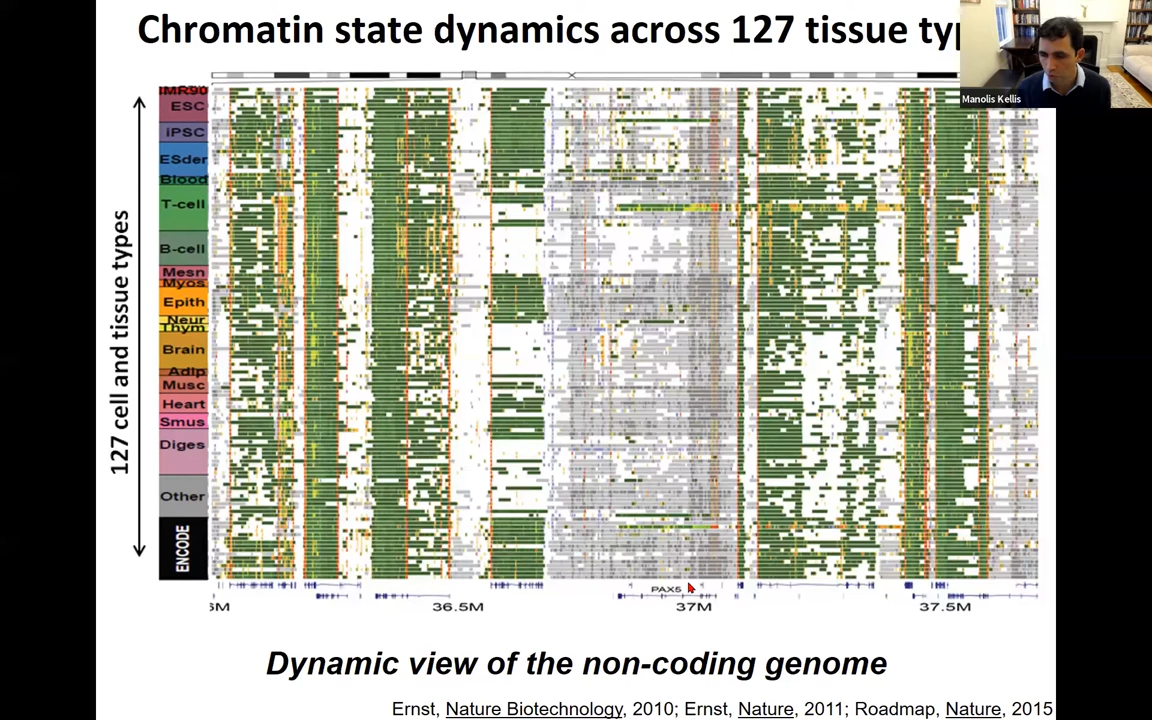 Chromatin state dynamics across 127 tissue typ
Manolis Kellis
127 cell and tissue types
IMR90
ESC
iPSC
ESder
Blood
T-cell
B-cell
Mesn
Myos
Epith
Neur
Thym
Brain
Adip
Musc
Heart
Smus
Diges
Other
ENCODE
PAX5
6M 36.5M 37M 37.5M
Dynamic view of the non-coding genome
Ernst, Nature Biotechnology, 2010; Ernst, Nature, 2011; Roadmap, Nature, 2015